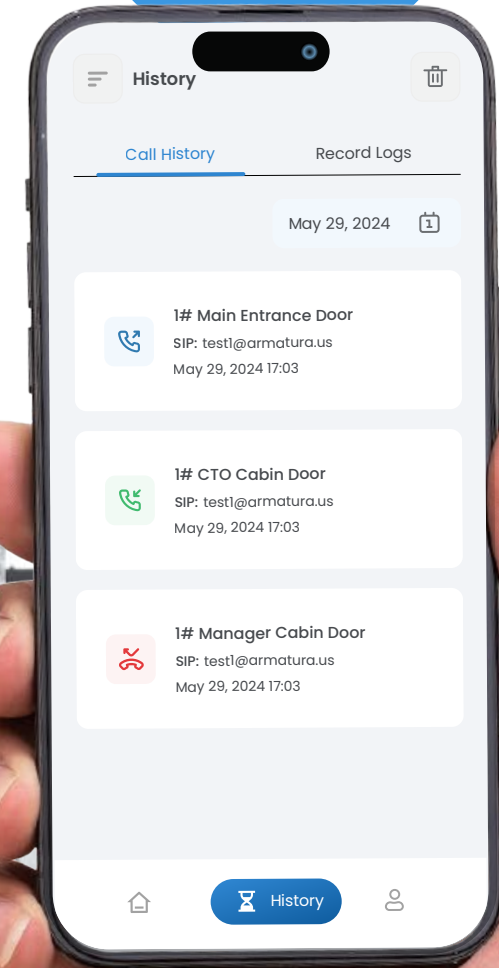 History
Call History
Record Logs
May 29, 2024
1
1# Main Entrance Door
SIP: test1@armatura.us
May 29, 2024 17:03
1# CTO Cabin Door
SIP: test1@armatura.us
May 29, 2024 17:03
1# Manager Cabin Door
SIP: test1@armatura.us
May 29, 2024 17:03
History